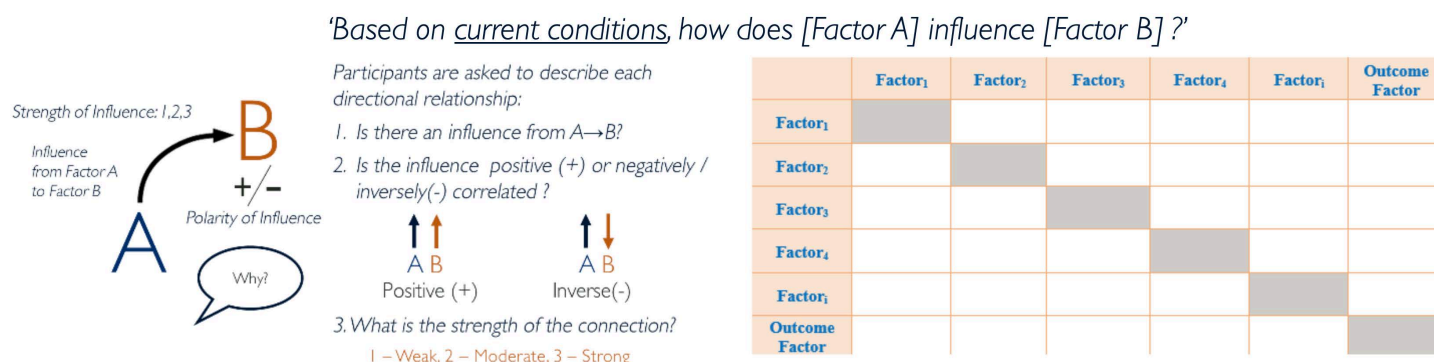 'Based on current conditions, how does [Factor A] influence [Factor B] ?'
Strength of Influence: 1,2,3
Influence
from Factor A
to Factor B
B
+/−
Polarity of Influence
A
Why?
Participants are asked to describe each
directional relationship:
1. Is there an influence from A→B?
2. Is the influence positive (+) or negatively /
inversely(-) correlated ?
A B
Positive (+)
A B
Inverse(-)
3. What is the strength of the connection?
1 – Weak, 2 – Moderate, 3 – Strong
Factor₁ Factor₂ Factor₃ Factor₄ Factorᵢ Outcome
Factor
Factor₁
Factor₂
Factor₃
Factor₄
Factorᵢ
Outcome
Factor